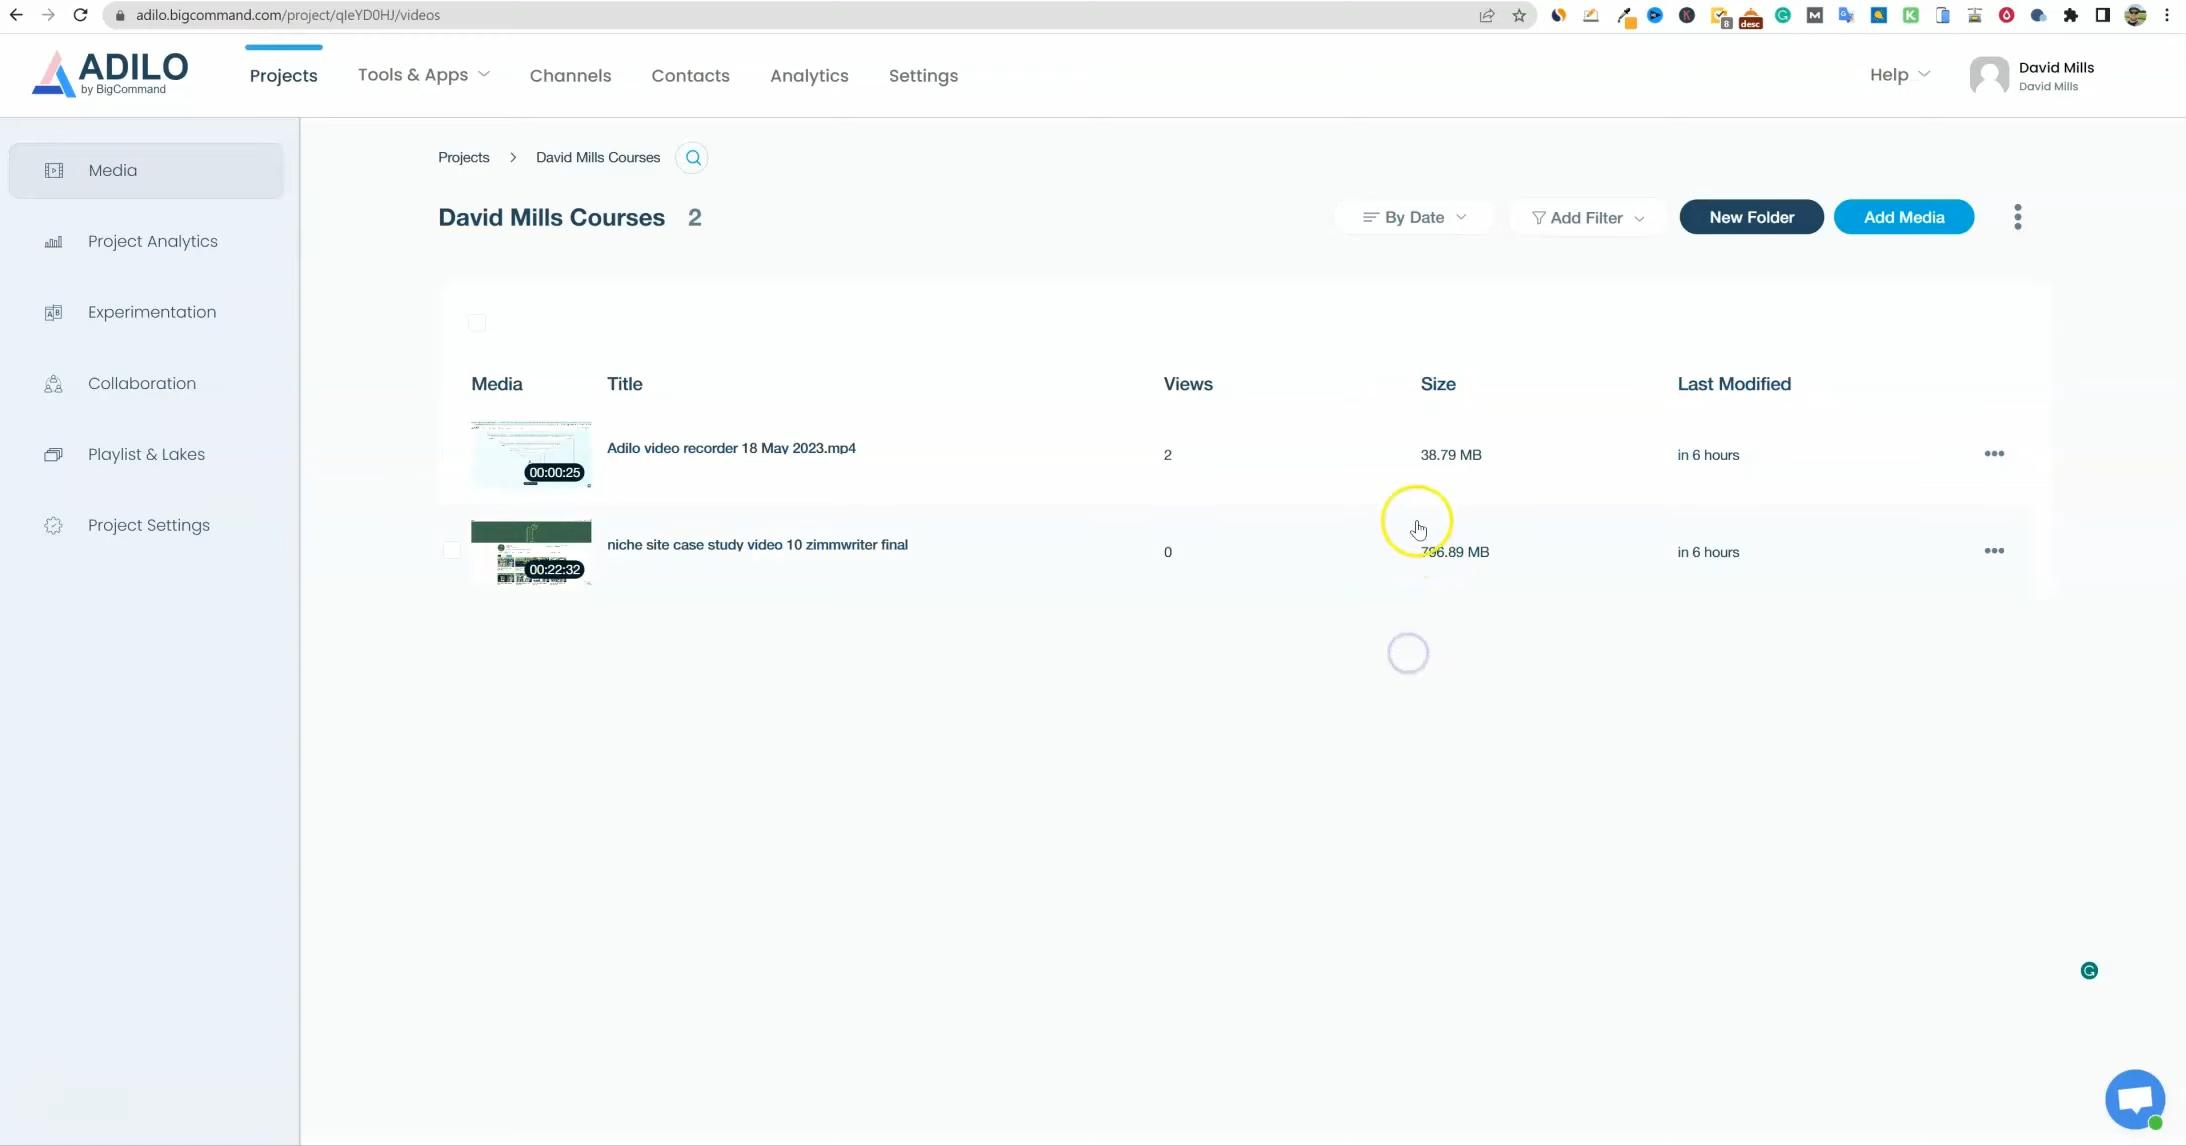 adilo.bigcommand.com/project/qleYD0HJ/videos
8
desc
ADILO
by BigCommand
Projects
Tools & Apps
Channels
Contacts
Analytics
Settings
Help
David Mills
David Mills
Media
Project Analytics
Experimentation
Collaboration
Playlist & Lakes
Project Settings
Projects > David Mills Courses
David Mills Courses 2
By Date
Add Filter
New Folder
Add Media
Media Title Views Size Last Modified
00:00:25
Adilo video recorder 18 May 2023.mp4 2 38.79 MB in 6 hours
00:22:32
niche site case study video 10 zimmwriter final 0 796.89 MB in 6 hours